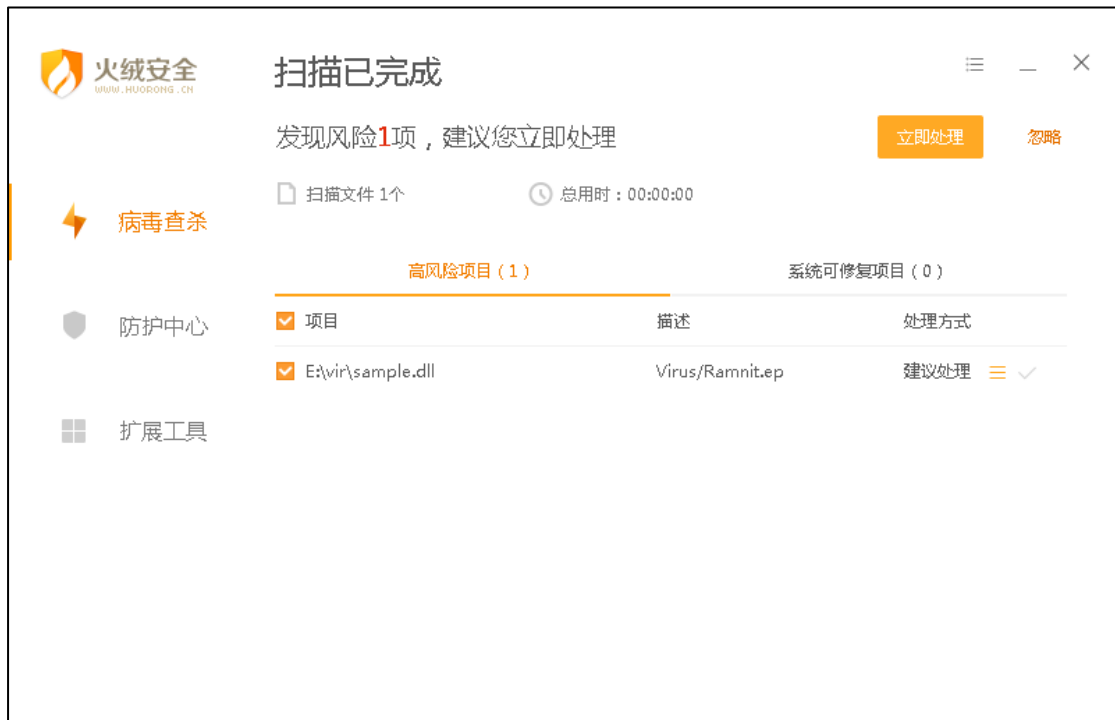 火绒安全
WWW.HUORONG.CN
扫描已完成
发现风险1项，建议您立即处理
立即处理
忽略
扫描文件 1个
总用时：00:00:00
病毒查杀
防护中心
扩展工具
高风险项目（1）
系统可修复项目（0）
项目 描述 处理方式
E:\vir\sample.dll Virus/Ramnit.ep 建议处理